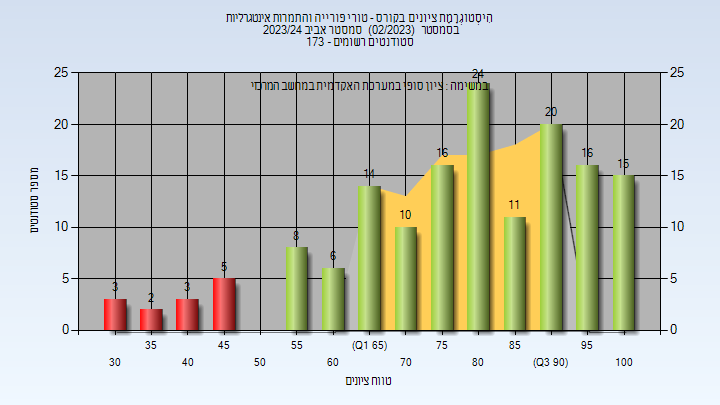 היסטוגרמת ציונים בקורס - טורי פורייה והתמרות אינטגרליות
בסמסטר (02/2023) סמסטר אביב 2023/24
סטודנטים רשומים - 173
במשימה : ציון סופי במערכת האקדמית במחשב המרכזי
מספר סטודנטים
25 25
20 20
15 15
10 10
5 5
0 0
3 2 3 5 8 6 14 10 16 24 11 20 16 15
35 45 55 (Q1 65) 75 85 95
30 40 50 60 70 80 (Q3 90) 100
טווח ציונים